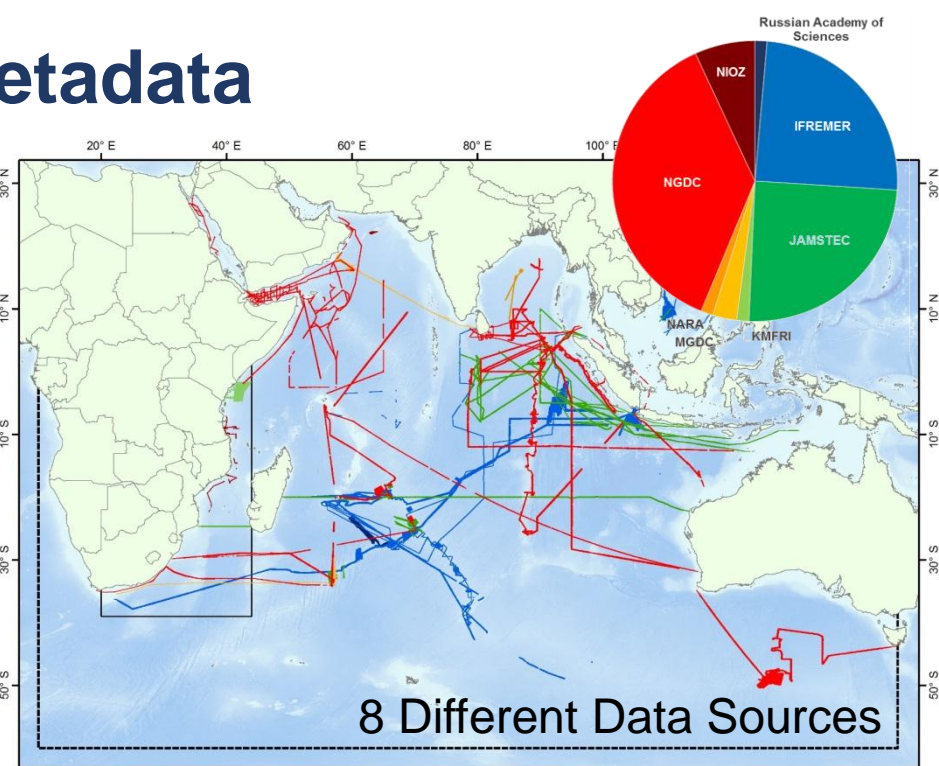 etadata
Russian Academy of
Sciences
NIOZ
IFREMER
NGDC
JAMSTEC
NARA
MGDC
KMFRI
20° E
40° E
60° E
80° E
100°
30° N
10° N
10° S
30° S
50° S
30° N
10° N
10° S
30° S
50° S
8 Different Data Sources